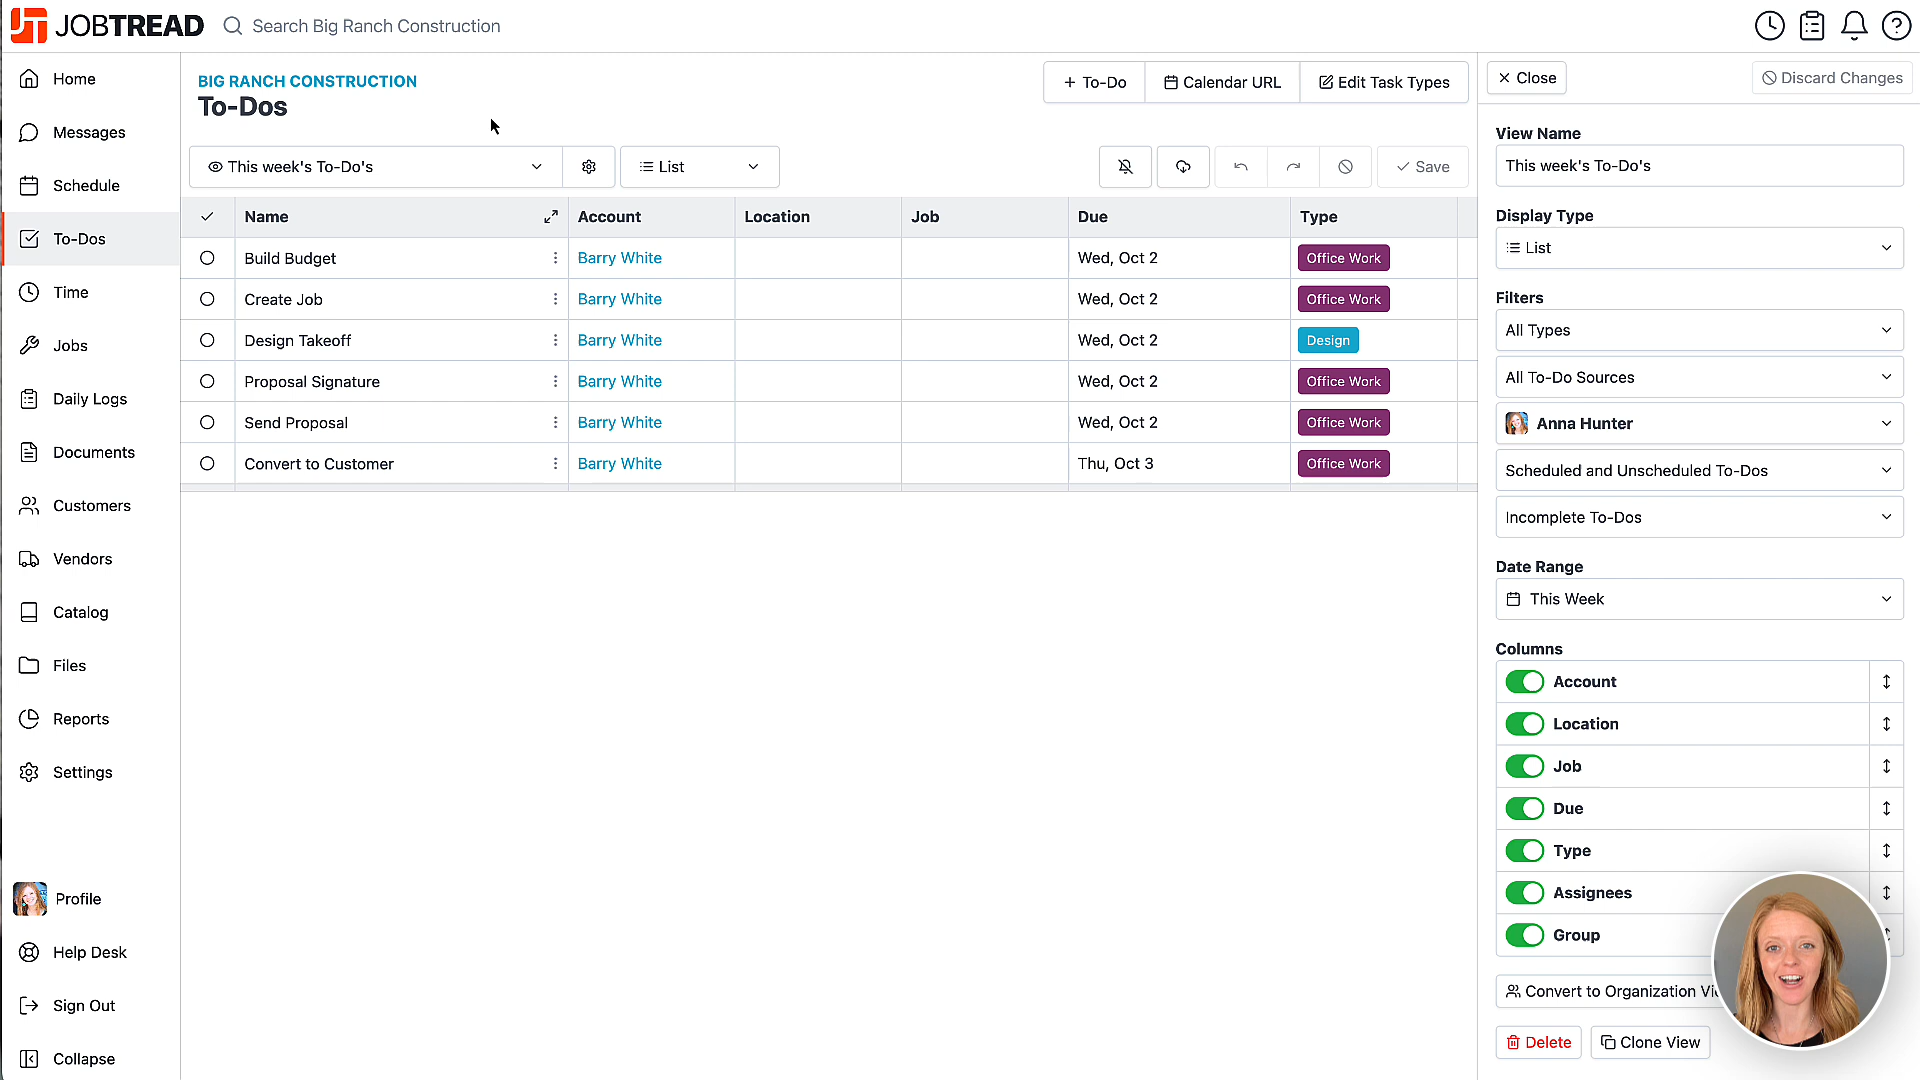 JOBTREAD
Search Big Ranch Construction
Home
Messages
Schedule
To-Dos
Time
Jobs
Daily Logs
Documents
Customers
Vendors
Catalog
Files
Reports
Settings
Profile
Help Desk
Sign Out
Collapse
BIG RANCH CONSTRUCTION
To-Dos
+ To-Do
Calendar URL
Edit Task Types
This week's To-Do's
List
Save
Name Account Location Job Due Type
Build Budget Barry White Wed, Oct 2 Office Work
Create Job Barry White Wed, Oct 2 Office Work
Design Takeoff Barry White Wed, Oct 2 Design
Proposal Signature Barry White Wed, Oct 2 Office Work
Send Proposal Barry White Wed, Oct 2 Office Work
Convert to Customer Barry White Thu, Oct 3 Office Work
Close
Discard Changes
View Name
This week's To-Do's
Display Type
List
Filters
All Types
All To-Do Sources
Anna Hunter
Scheduled and Unscheduled To-Dos
Incomplete To-Dos
Date Range
This Week
Columns
Account
Location
Job
Due
Type
Assignees
Group
Convert to Organization Vi
Delete
Clone View